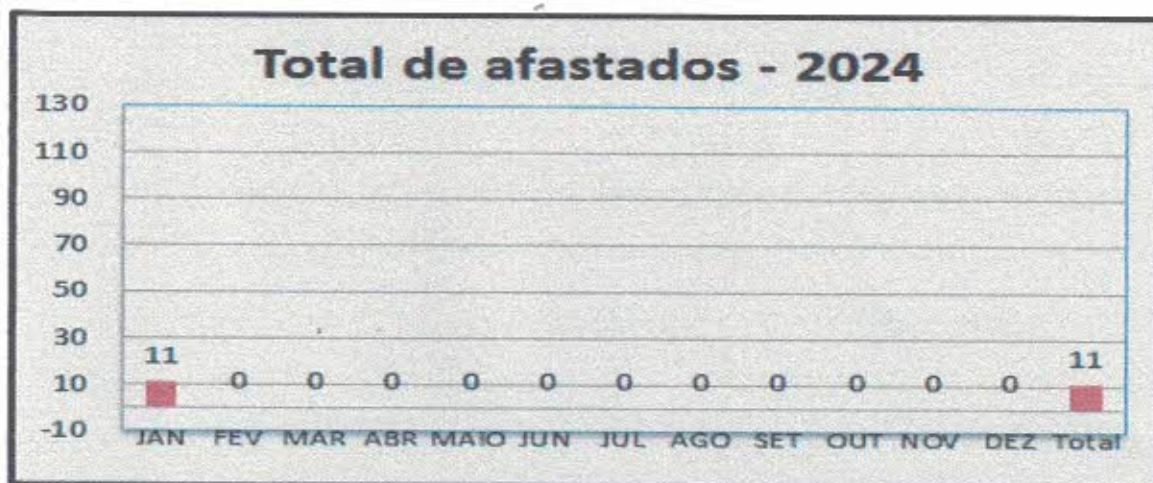 Total de afastados - 2024
130
110
90
70
50
30
10
-10
11 0 0 0 0 0 0 0 0 0 0 0 11
JAN FEV MAR ABR MAIO JUN JUL AGO SET OUT NOV DEZ Total